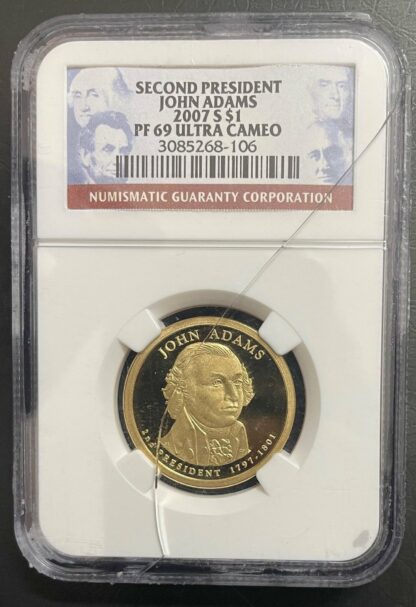 SECOND PRESIDENT
JOHN ADAMS
2007 S $1
PF 69 ULTRA CAMEO
3085268-106
NUMISMATIC GUARANTY CORPORATION
JOHN ADAMS
2nd PRESIDENT 1797-1801